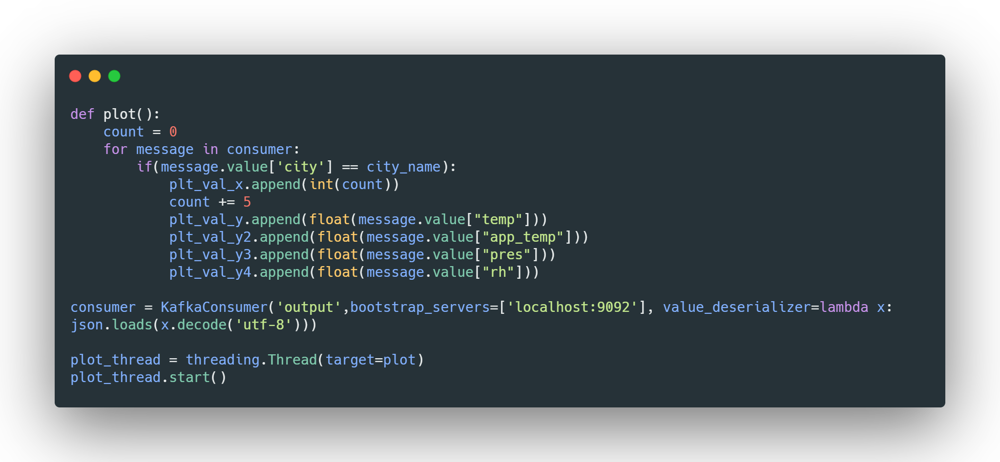 def plot():
    count = 0
    for message in consumer:
        if(message.value['city'] == city_name):
            plt_val_x.append(int(count))
            count += 5
            plt_val_y.append(float(message.value["temp"]))
            plt_val_y2.append(float(message.value["app_temp"]))
            plt_val_y3.append(float(message.value["pres"]))
            plt_val_y4.append(float(message.value["rh"]))

consumer = KafkaConsumer('output',bootstrap_servers=['localhost:9092'], value_deserializer=lambda x:
json.loads(x.decode('utf-8')))

plot_thread = threading.Thread(target=plot)
plot_thread.start()